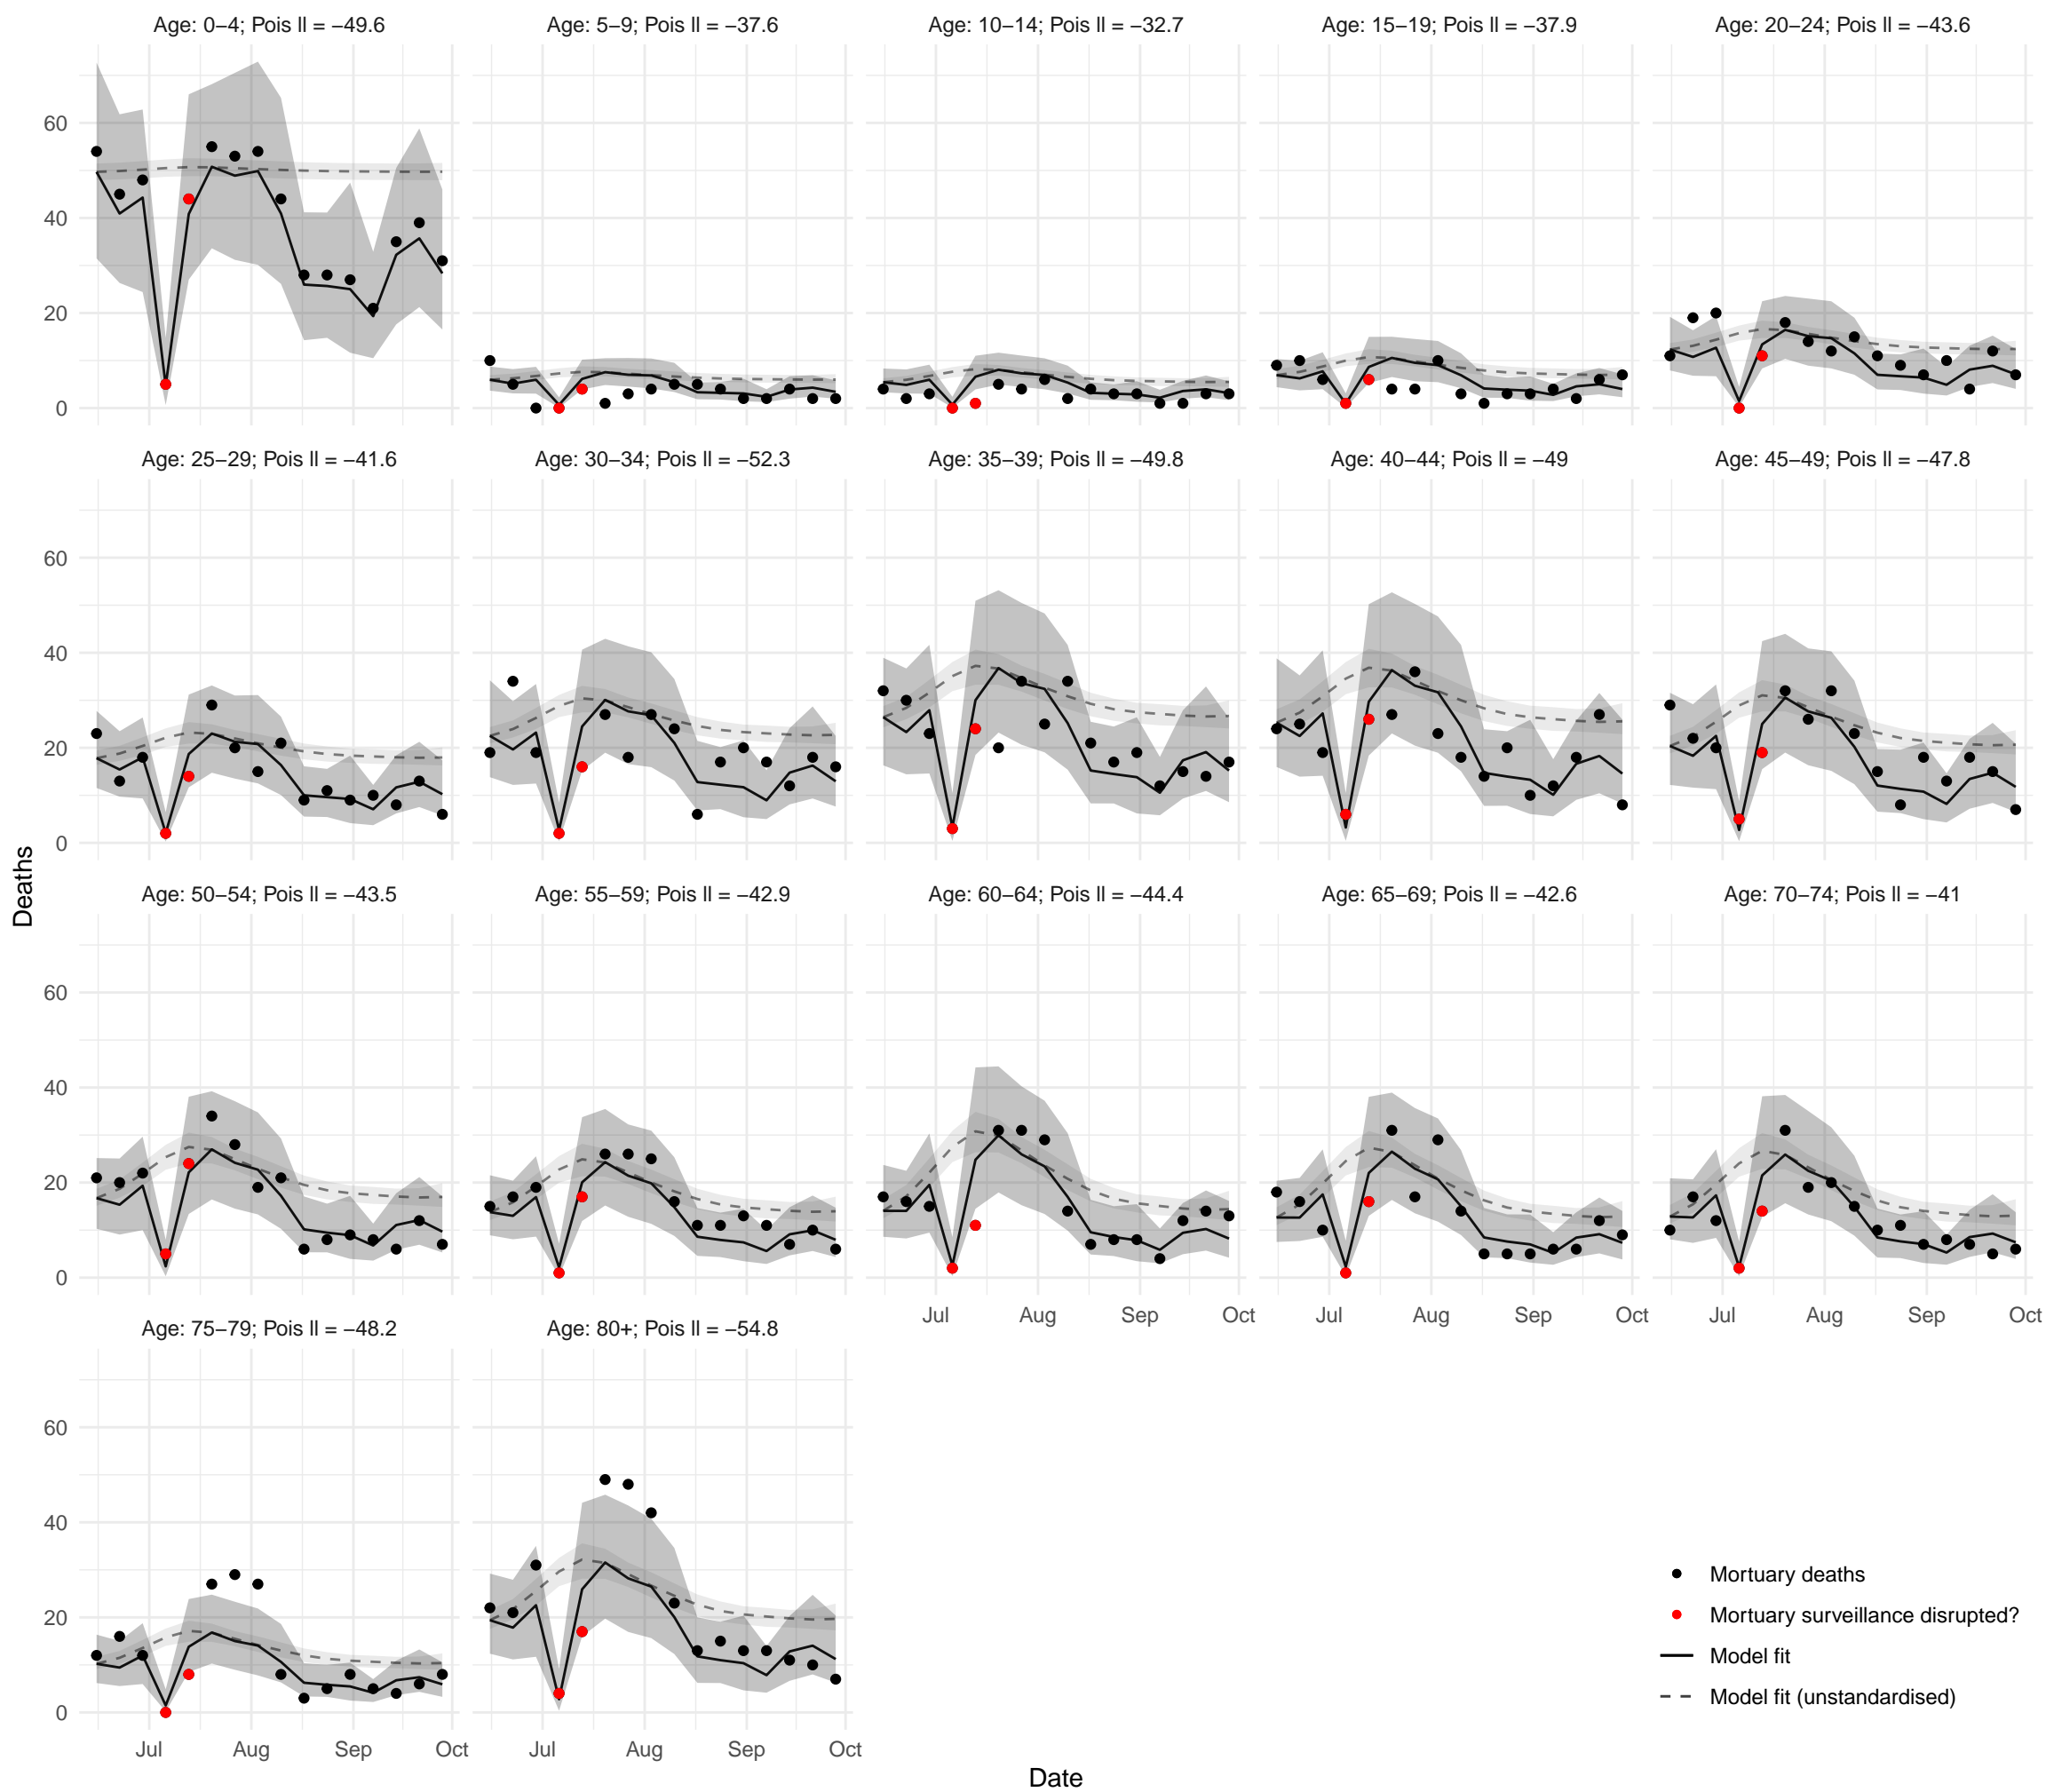 Age: 0−4; Pois ll = −49.6
Age: 5−9; Pois ll = −37.6
Age: 10−14; Pois ll = −32.7
Age: 15−19; Pois ll = −37.9
Age: 20−24; Pois ll = −43.6
60
40
20
0
Age: 25−29; Pois ll = −41.6
Age: 30−34; Pois ll = −52.3
Age: 35−39; Pois ll = −49.8
Age: 40−44; Pois ll = −49
Age: 45−49; Pois ll = −47.8
60
40
20
0
Deaths
Age: 50−54; Pois ll = −43.5
Age: 55−59; Pois ll = −42.9
Age: 60−64; Pois ll = −44.4
Age: 65−69; Pois ll = −42.6
Age: 70−74; Pois ll = −41
60
40
20
0
Jul Aug Sep Oct
Jul Aug Sep Oct
Jul Aug Sep Oct
Age: 75−79; Pois ll = −48.2
Age: 80+; Pois ll = −54.8
60
40
20
0
Jul Aug Sep Oct
Jul Aug Sep Oct
Mortuary deaths
Mortuary surveillance disrupted?
Model fit
Model fit (unstandardised)
Date